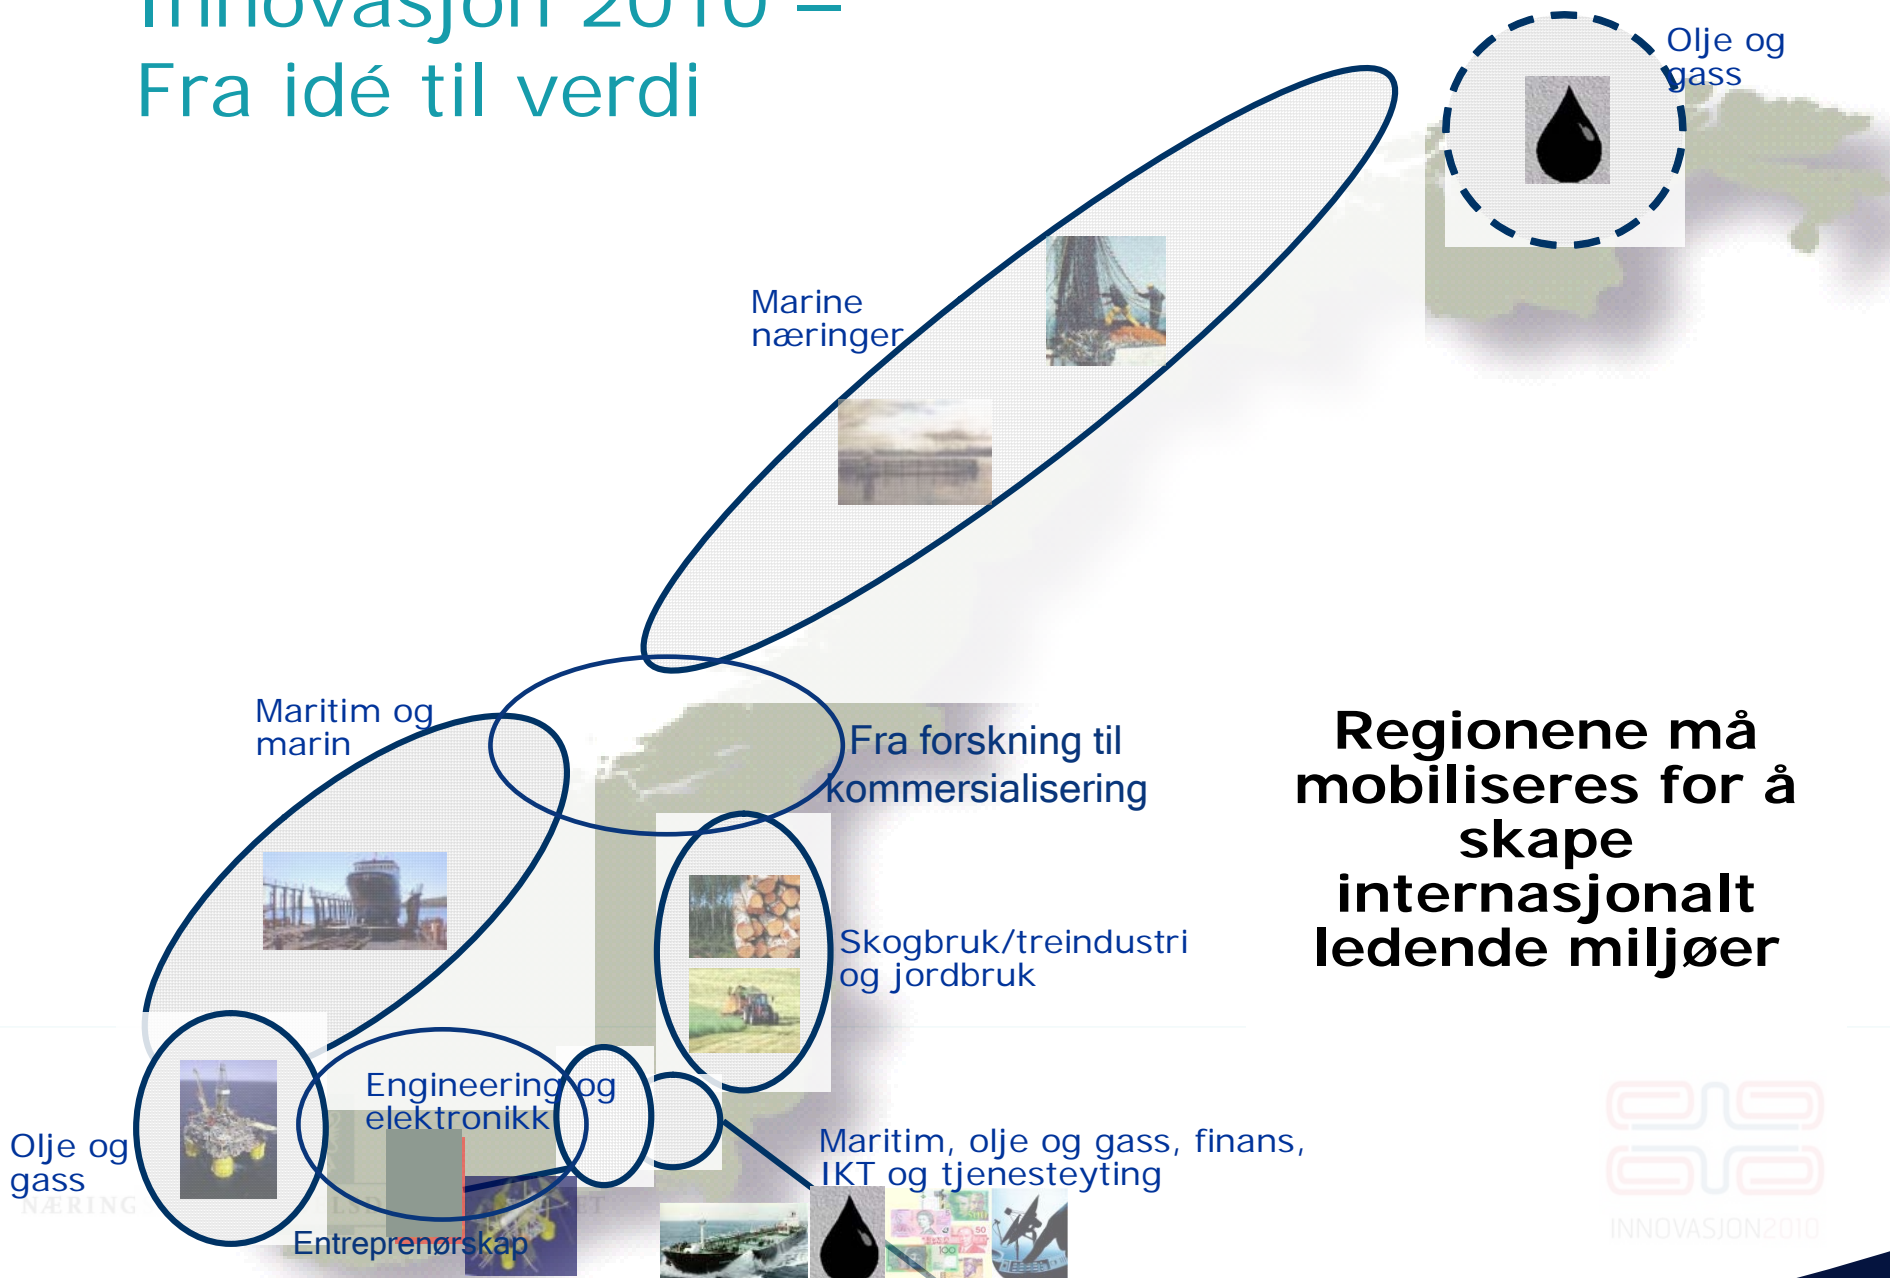 Innovasjon 2010 –
Fra idé til verdi
Olje og
gass
Marine
næringer
Maritim og
marin
Fra forskning til
kommersialisering
Regionene må
mobiliseres for å
skape
internasjonalt
ledende miljøer
Skogbruk/treindustri
og jordbruk
Engineering og
elektronikk
Olje og
gass
Maritim, olje og gass, finans,
IKT og tjenesteyting
NÆRING
Entreprenørskap
INNOVASJON2010